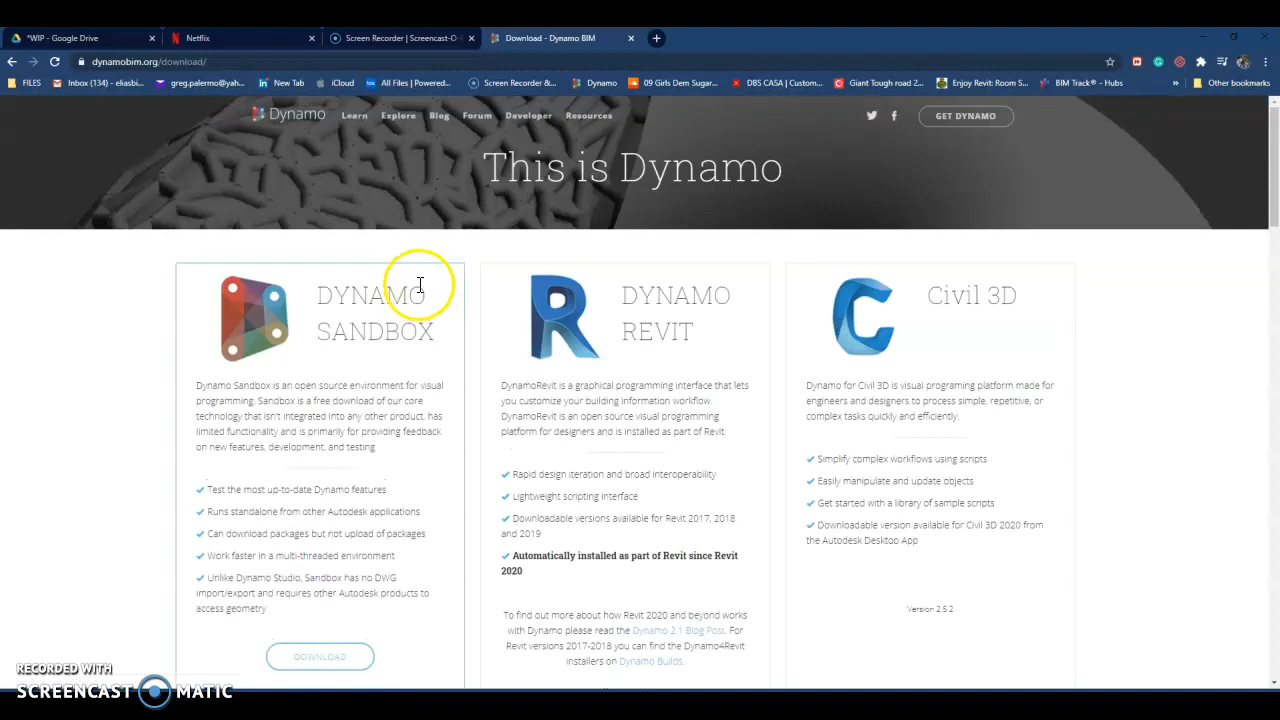 *WIP - Google Drive
Netflix
Screen Recorder | Screencast-O-
Download - Dynamo BIM
dynamobim.org/download/
FILES
Inbox (134) - eliasbi...
greg.palermo@yah...
New Tab
iCloud
All Files | Powered...
Screen Recorder &...
Dynamo
09 Girls Dem Sugar...
DBS CASA | Custom...
Giant Tough road 2...
Enjoy Revit: Room S...
BIM Track® - Hubs
Other bookmarks
Dynamo
Learn
Explore
Blog
Forum
Developer
Resources
GET DYNAMO
This is Dynamo
DYNAMO
SANDBOX
Dynamo Sandbox is an open source environment for visual
programming. Sandbox is a free download of our core
technology that isn't integrated into any other product, has
limited functionality and is primarily for providing feedback
on new features, development, and testing.
Test the most up-to-date Dynamo features
Runs standalone from other Autodesk applications
Can download packages but not upload of packages
Work faster in a multi-threaded environment
Unlike Dynamo Studio, Sandbox has no DWG
import/export and requires other Autodesk products to
access geometry
DOWNLOAD
DYNAMO
REVIT
DynamoRevit is a graphical programming interface that lets
you customize your building information workflow.
DynamoRevit is an open source visual programming
platform for designers and is installed as part of Revit.
Rapid design iteration and broad interoperability
Lightweight scripting interface
Downloadable versions available for Revit 2017, 2018
and 2019
Automatically installed as part of Revit since Revit
2020
To find out more about how Revit 2020 and beyond works
with Dynamo please read the Dynamo 2.1 Blog Post. For
Revit versions 2017-2018 you can find the Dynamo4Revit
installers on Dynamo Builds.
Civil 3D
Dynamo for Civil 3D is visual programing platform made for
engineers and designers to process simple, repetitive, or
complex tasks quickly and efficiently.
Simplify complex workflows using scripts
Easily manipulate and update objects
Get started with a library of sample scripts
Downloadable version available for Civil 3D 2020 from
the Autodesk Desktop App
Version 2.5.2
RECORDED WITH
SCREENCAST MATIC